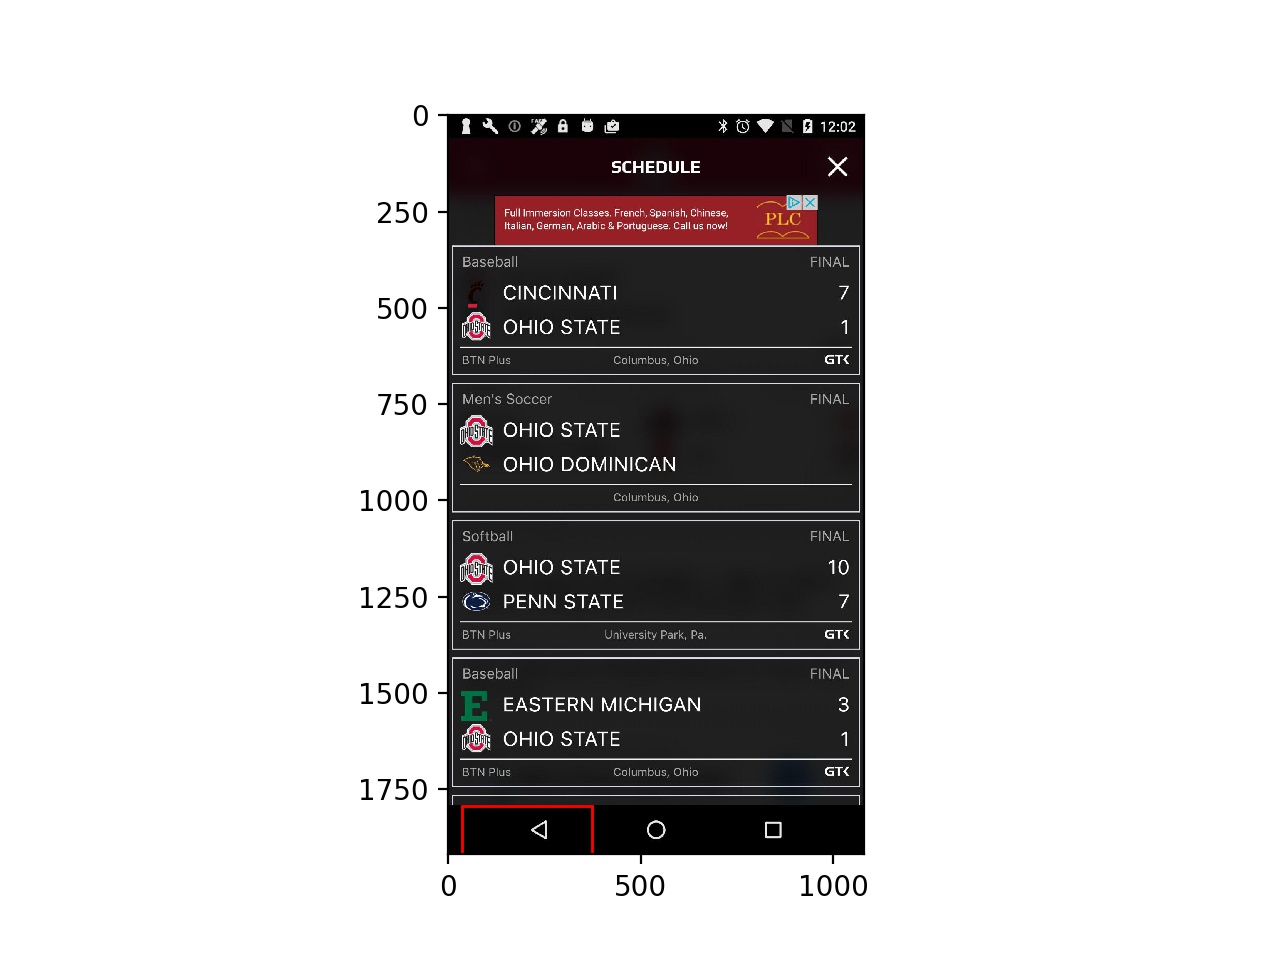 0
250
500
750
1000
1250
1500
1750
12:02
SCHEDULE
Full Immersion Classes. French, Spanish, Chinese,
Italian, German, Arabic & Portuguese. Call us now!
PLC
Baseball FINAL
CINCINNATI 7
OHIO STATE 1
BTN Plus Columbus, Ohio GTK
Men's Soccer FINAL
OHIO STATE
OHIO DOMINICAN
Columbus, Ohio
Softball FINAL
OHIO STATE 10
PENN STATE 7
BTN Plus University Park, Pa. GTK
Baseball FINAL
EASTERN MICHIGAN 3
OHIO STATE 1
BTN Plus Columbus, Ohio GTK
0 500 1000